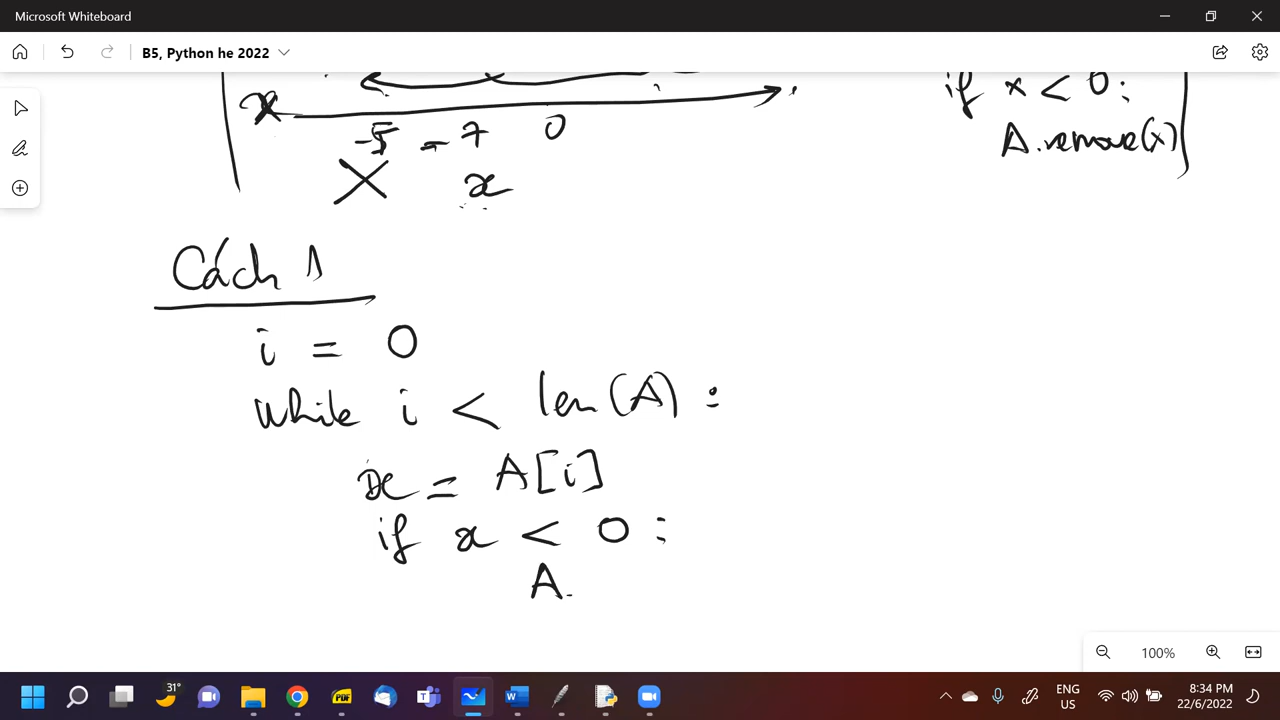 Microsoft Whiteboard
B5, Python he 2022
if x < 0:
A.remove(x)
x
-5 -7 0
x
Cách 1
i = 0
while i < len(A):
x = A[i]
if x < 0:
A.
100%
31°
ENG
US
8:34 PM
22/6/2022